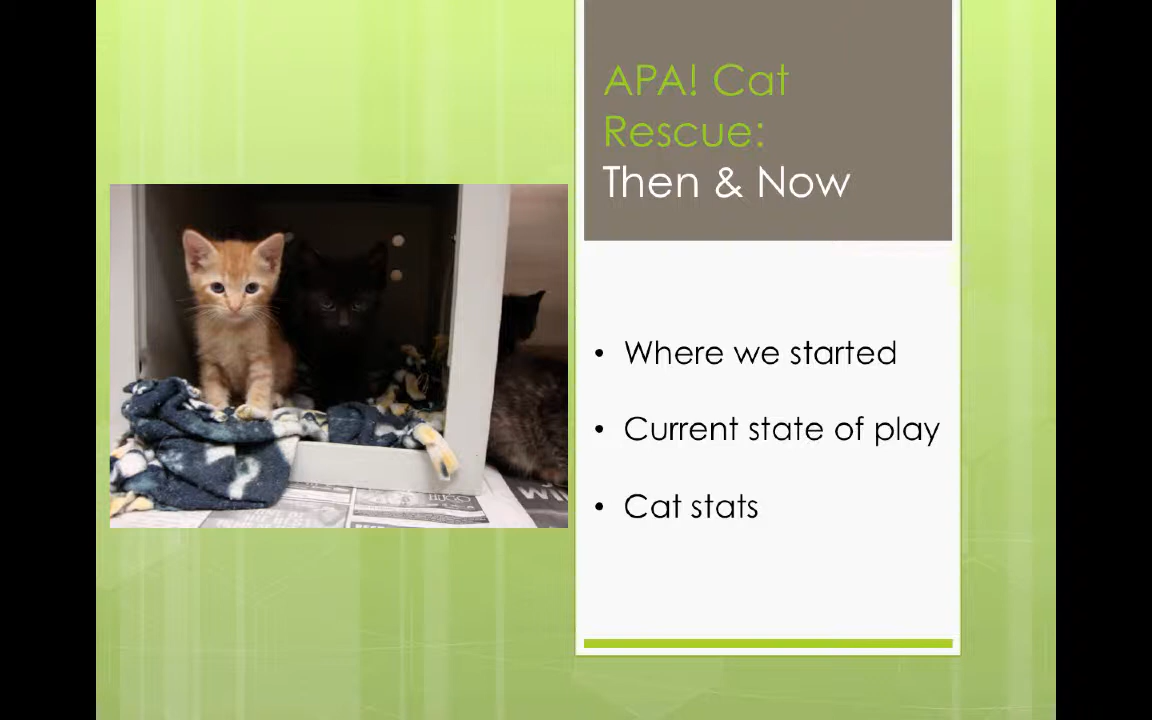 APA! Cat
Rescue:
Then & Now
• Where we started
• Current state of play
• Cat stats